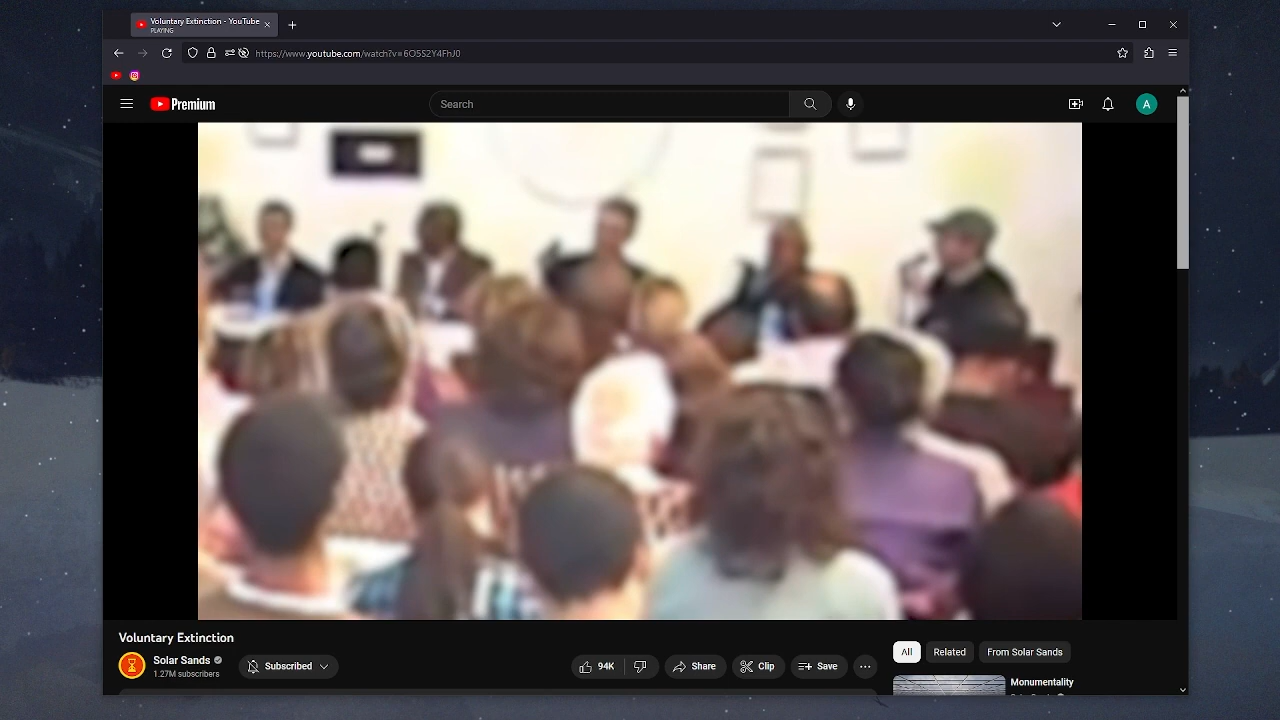 Voluntary Extinction - YouTube
PLAYING
https://www.youtube.com/watch?v=6O5S2Y4FhJ0
Premium
Search
A
Voluntary Extinction
Solar Sands
1.27M subscribers
Subscribed
94K
Share
Clip
Save
All
Related
From Solar Sands
Monumentality